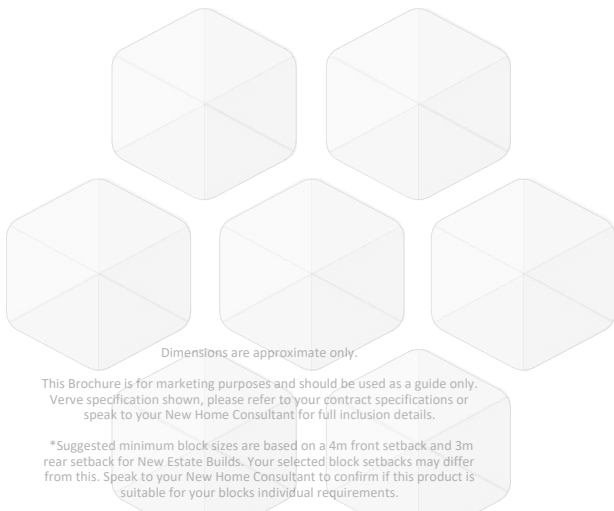 Dimensions are approximate only.
This Brochure is for marketing purposes and should be used as a guide only.
Verve specification shown, please refer to your contract specifications or
speak to your New Home Consultant for full inclusion details.
*Suggested minimum block sizes are based on a 4m front setback and 3m
rear setback for New Estate Builds. Your selected block setbacks may differ
from this. Speak to your New Home Consultant to confirm if this product is
suitable for your blocks individual requirements.